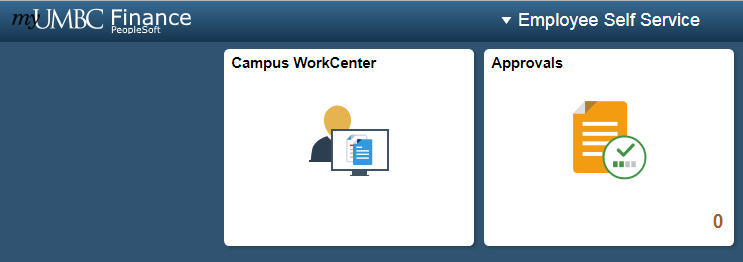 myUMBC Finance
PeopleSoft
Employee Self Service
Campus WorkCenter
Approvals
0